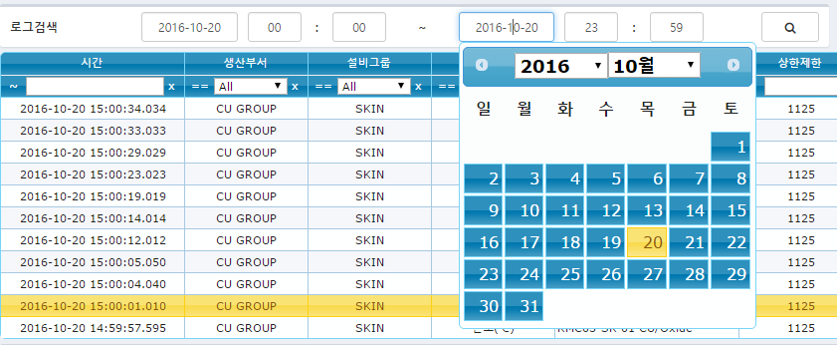 로그검색 2016-10-20 00 : 00 ~ 2016-10-20 23 : 59
시간 생산부서 설비그룹 상한제한
~ x == All x == All x ==
2016 10월
일 월 화 수 목 금 토
1
2 3 4 5 6 7 8
9 10 11 12 13 14 15
16 17 18 19 20 21 22
23 24 25 26 27 28 29
30 31
2016-10-20 15:00:34.034 CU GROUP SKIN 1125
2016-10-20 15:00:33.033 CU GROUP SKIN 1125
2016-10-20 15:00:29.029 CU GROUP SKIN 1125
2016-10-20 15:00:23.023 CU GROUP SKIN 1125
2016-10-20 15:00:19.019 CU GROUP SKIN 1125
2016-10-20 15:00:14.014 CU GROUP SKIN 1125
2016-10-20 15:00:12.012 CU GROUP SKIN 1125
2016-10-20 15:00:05.050 CU GROUP SKIN 1125
2016-10-20 15:00:04.040 CU GROUP SKIN 1125
2016-10-20 15:00:01.010 CU GROUP SKIN 1125
2016-10-20 14:59:57.595 CU GROUP SKIN 1125